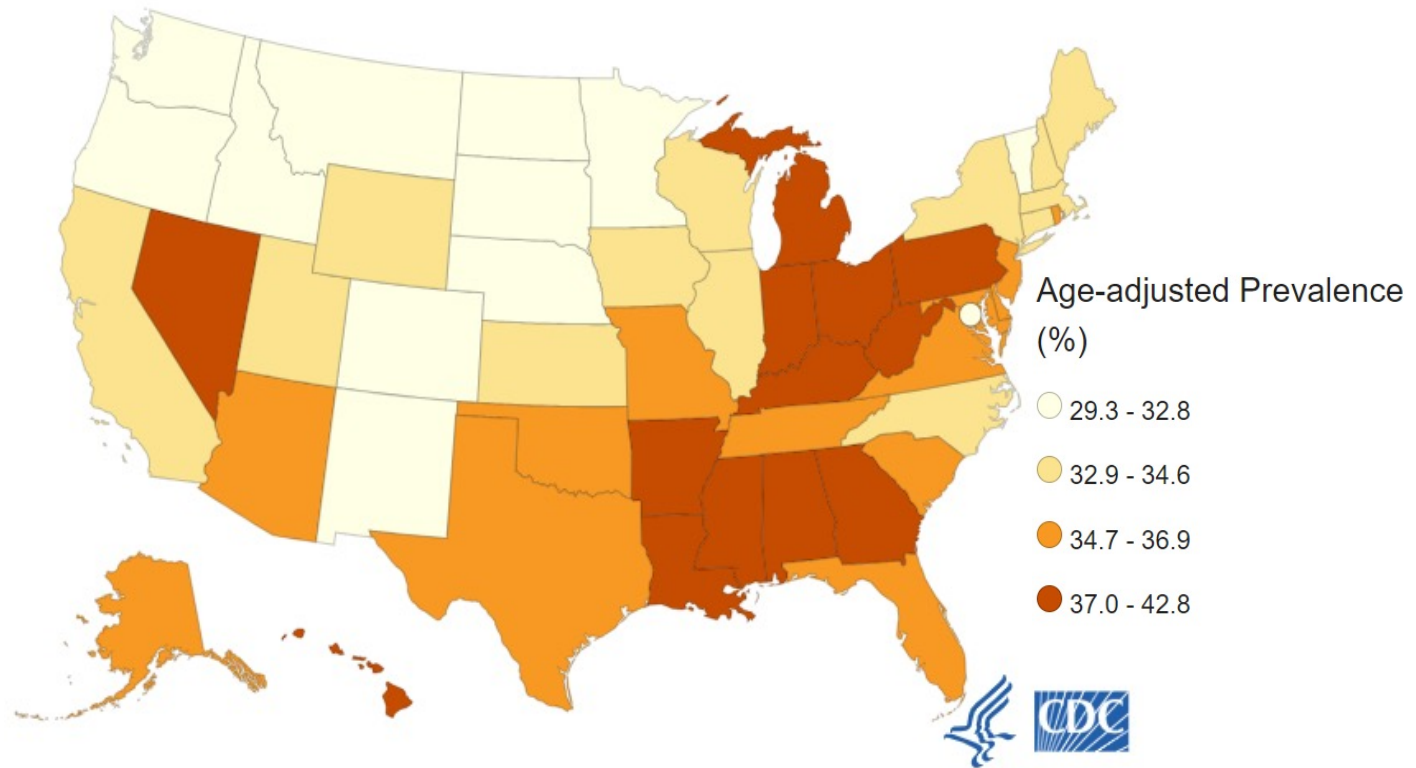 Age-adjusted Prevalence
(%)
29.3 - 32.8
32.9 - 34.6
34.7 - 36.9
37.0 - 42.8
CDC